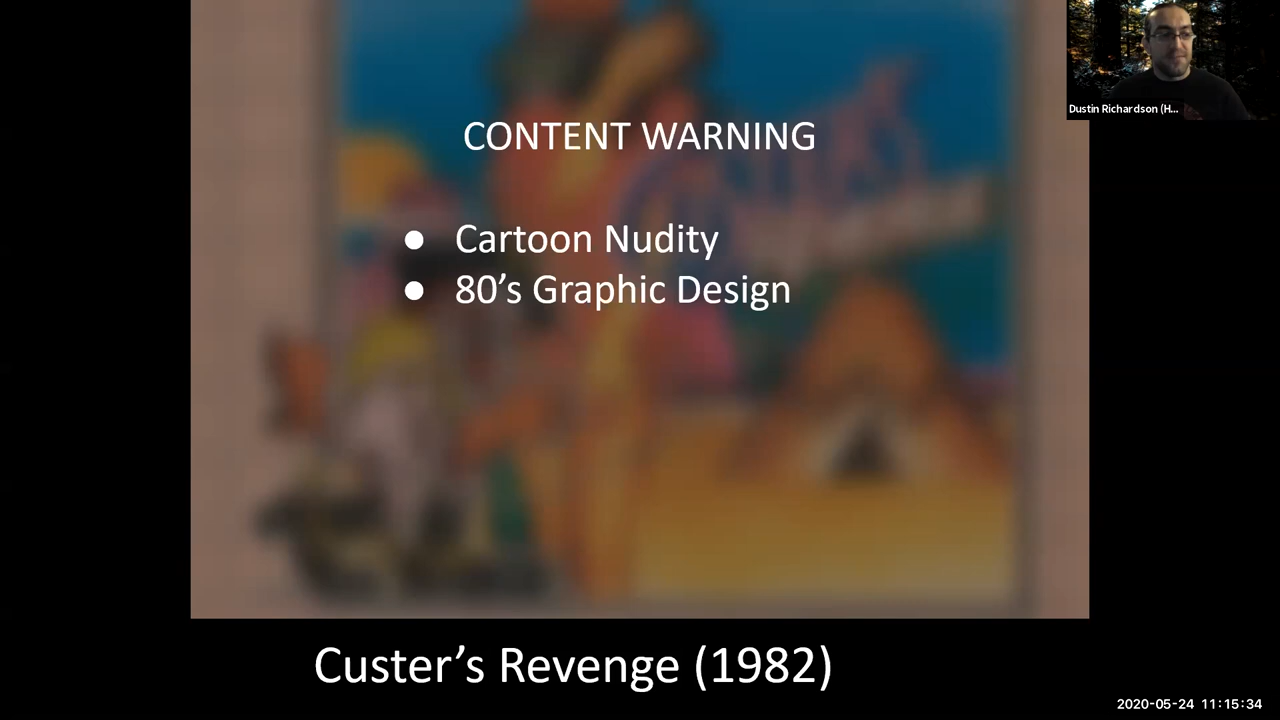 CONTENT WARNING
● Cartoon Nudity
● 80’s Graphic Design
Dustin Richardson (H...
Custer’s Revenge (1982)
2020-05-24 11:15:34